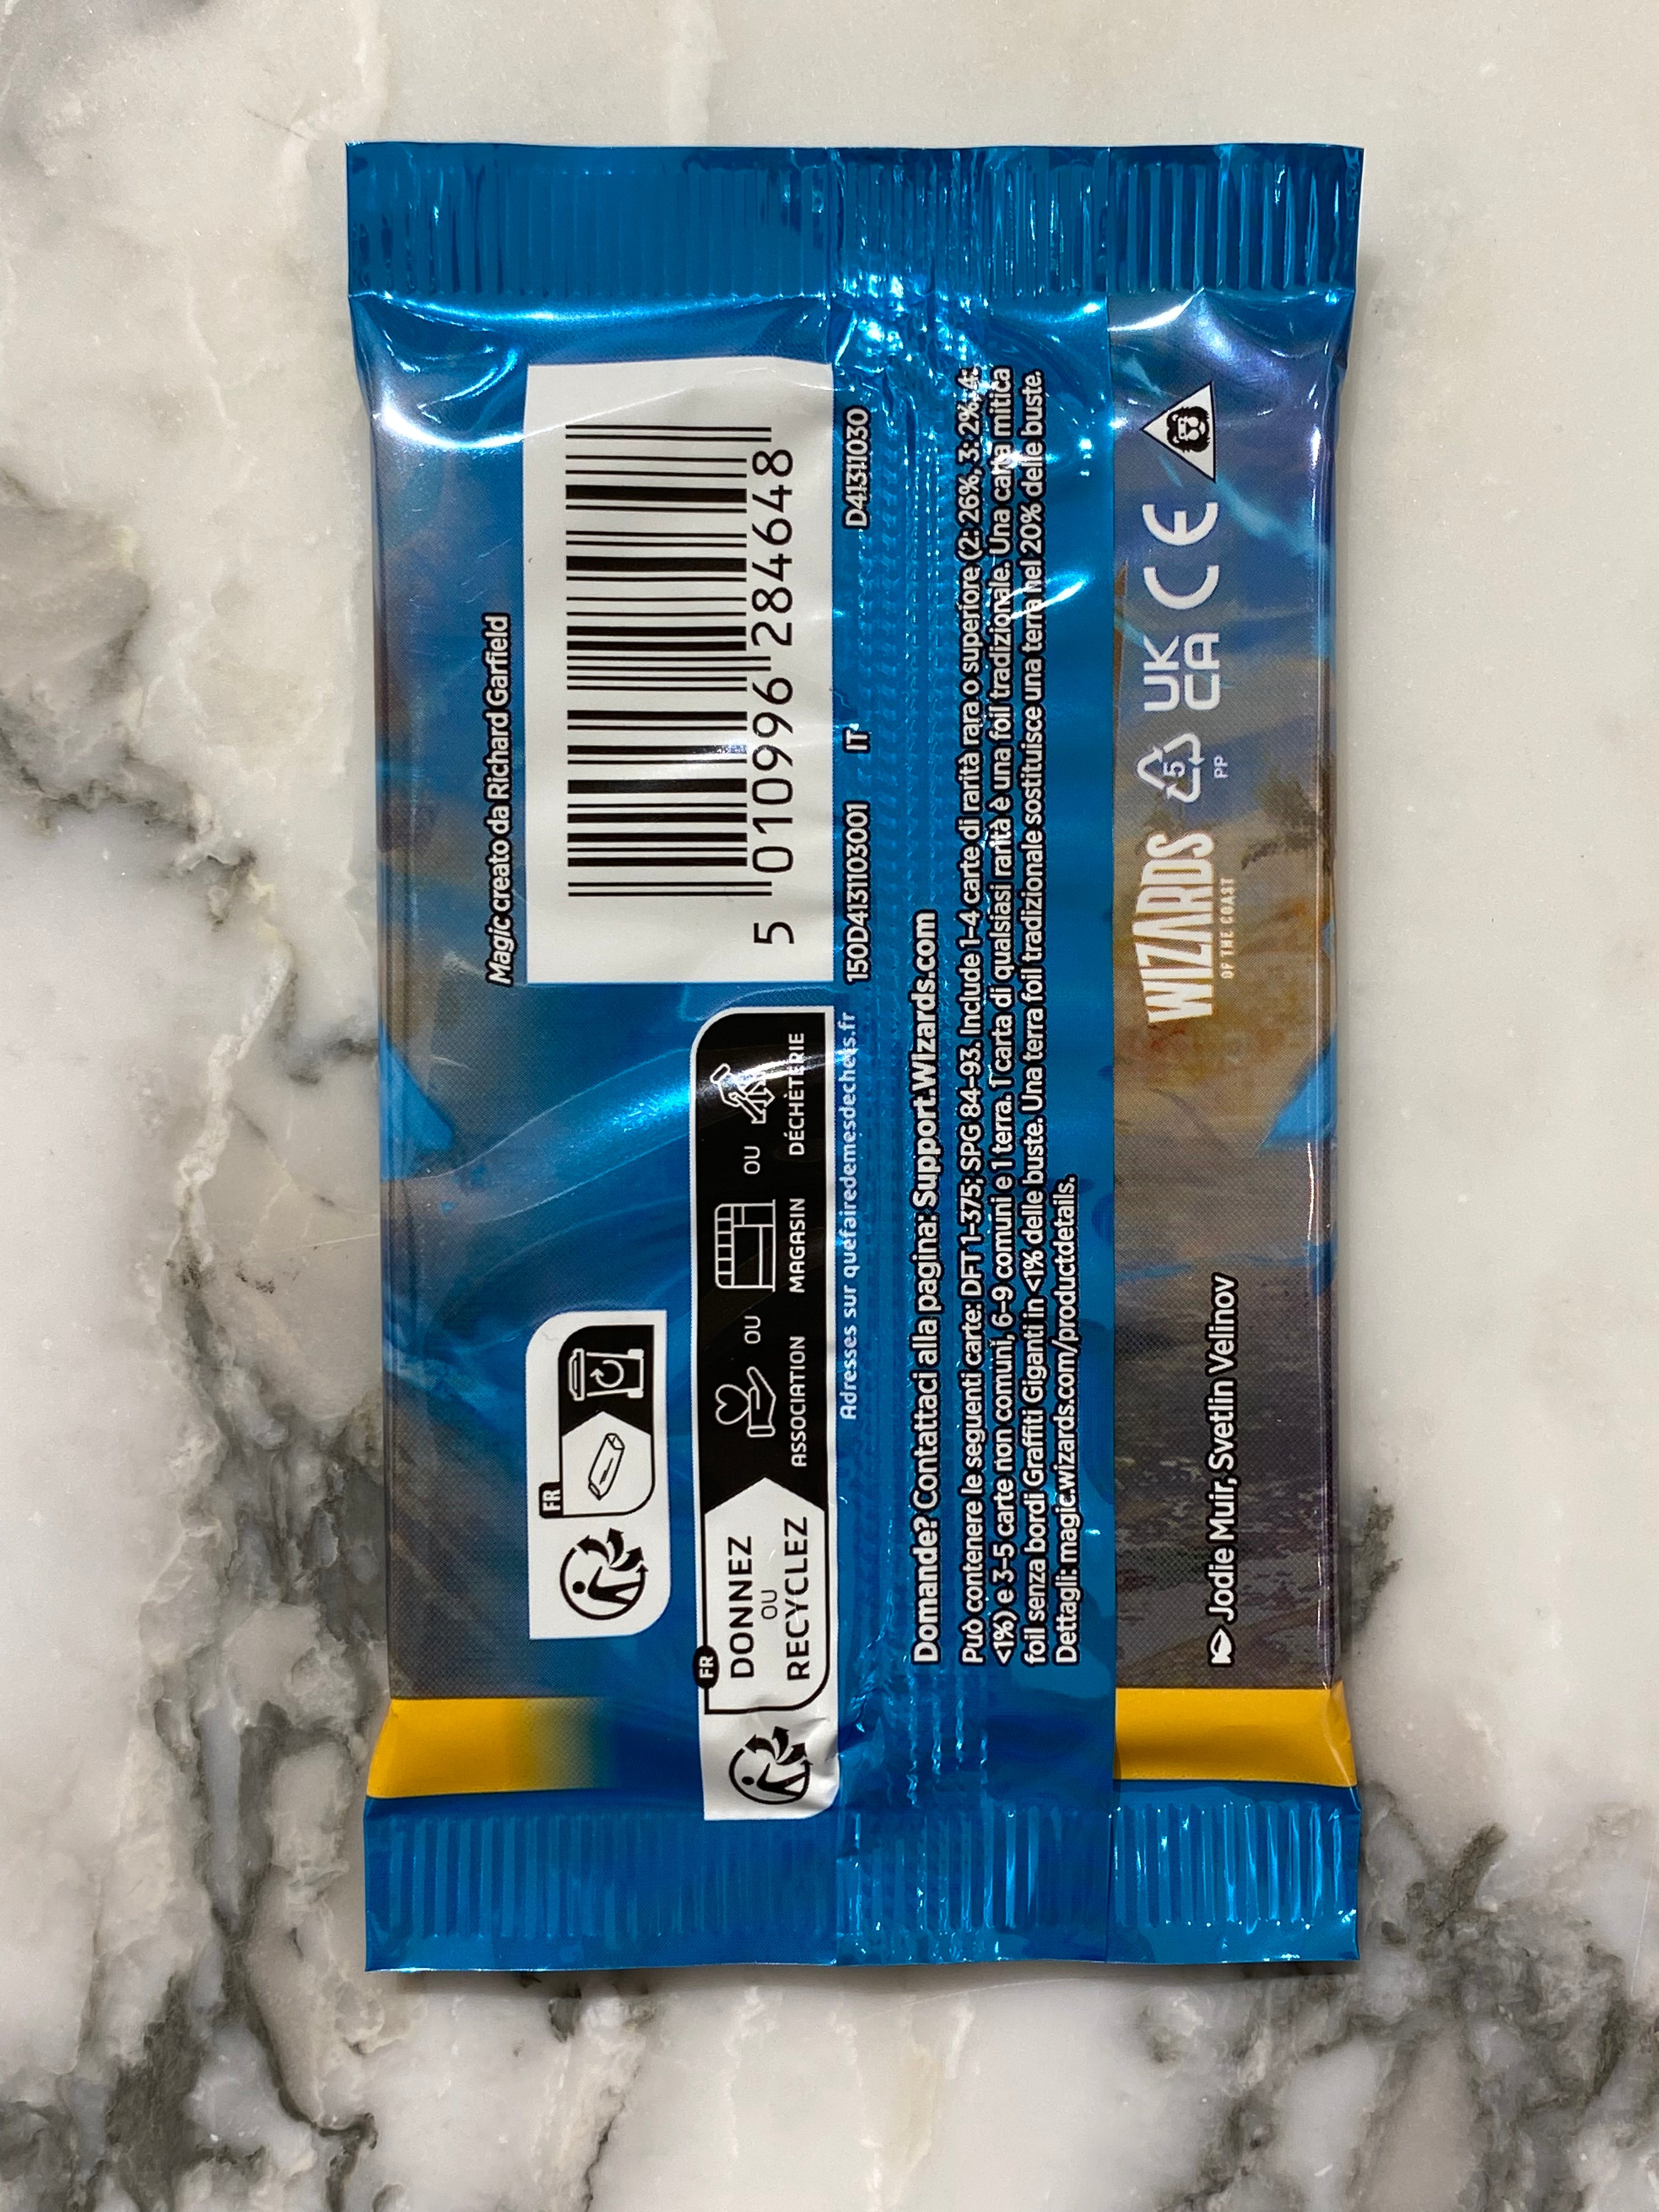 Magic creato da Richard Garfield
5 010996 284648
150D413110300​1 IT D41311030
FR
FR
DONNEZ
OU
RECYCLEZ
ASSOCIATION OU MAGASIN OU DÉCHÈTERIE
Adresses sur quefairedemesdechets.fr
Domande? Contattaci alla pagina: Support.Wizards.com
Può contenere le seguenti carte: DFT 1–375; SPG 84–93. Include 1–4 carte di rarità rara o superiore (2: 26%, 3: 2%, 4:
<1%) e 3–5 carte non comuni, 6–9 comuni e 1 terra. 1 carta di qualsiasi rarità è una foil tradizionale. Una carta mitica
foil senza bordi Graffiti Giganti in <1% delle buste. Una terra foil tradizionale sostituisce una terra nel 20% delle buste.
Dettagli: magic.wizards.com/productdetails.
WIZARDS
OF THE COAST
5
PP
UK
CA
CE
Jodie Muir, Svetlin Velinov